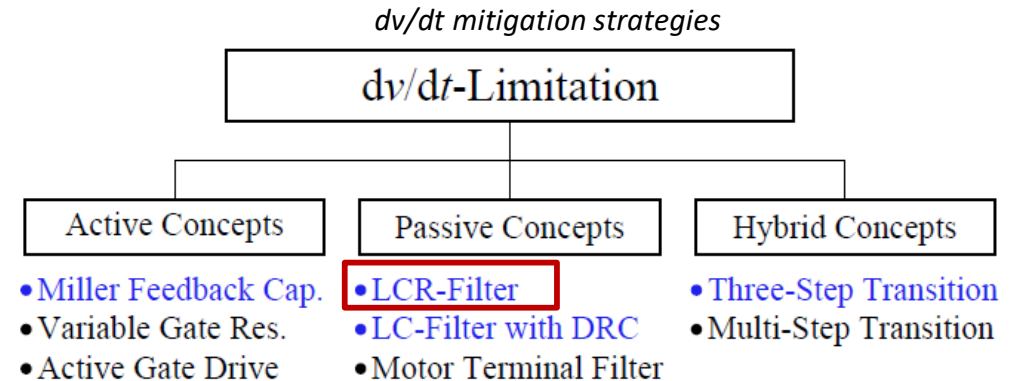 dv/dt mitigation strategies
dv/dt-Limitation
Active Concepts
•Miller Feedback Cap.
•Variable Gate Res.
•Active Gate Drive
Passive Concepts
•LCR-Filter
•LC-Filter with DRC
•Motor Terminal Filter
Hybrid Concepts
•Three-Step Transition
•Multi-Step Transition